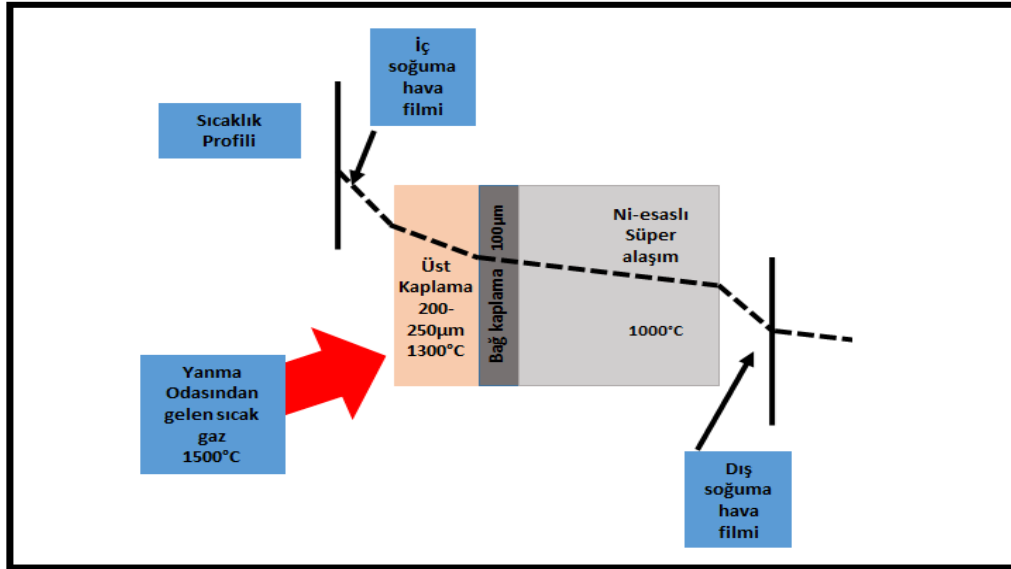 İç
soğuma
hava
filmi
Sıcaklık
Profili
Üst
Kaplama
200-
250µm
1300°C
Bağ kaplama 100µm
Ni-esaslı
Süper
alaşım
1000°C
Yanma
Odasından
gelen sıcak
gaz
1500°C
Dış
soğuma
hava
filmi